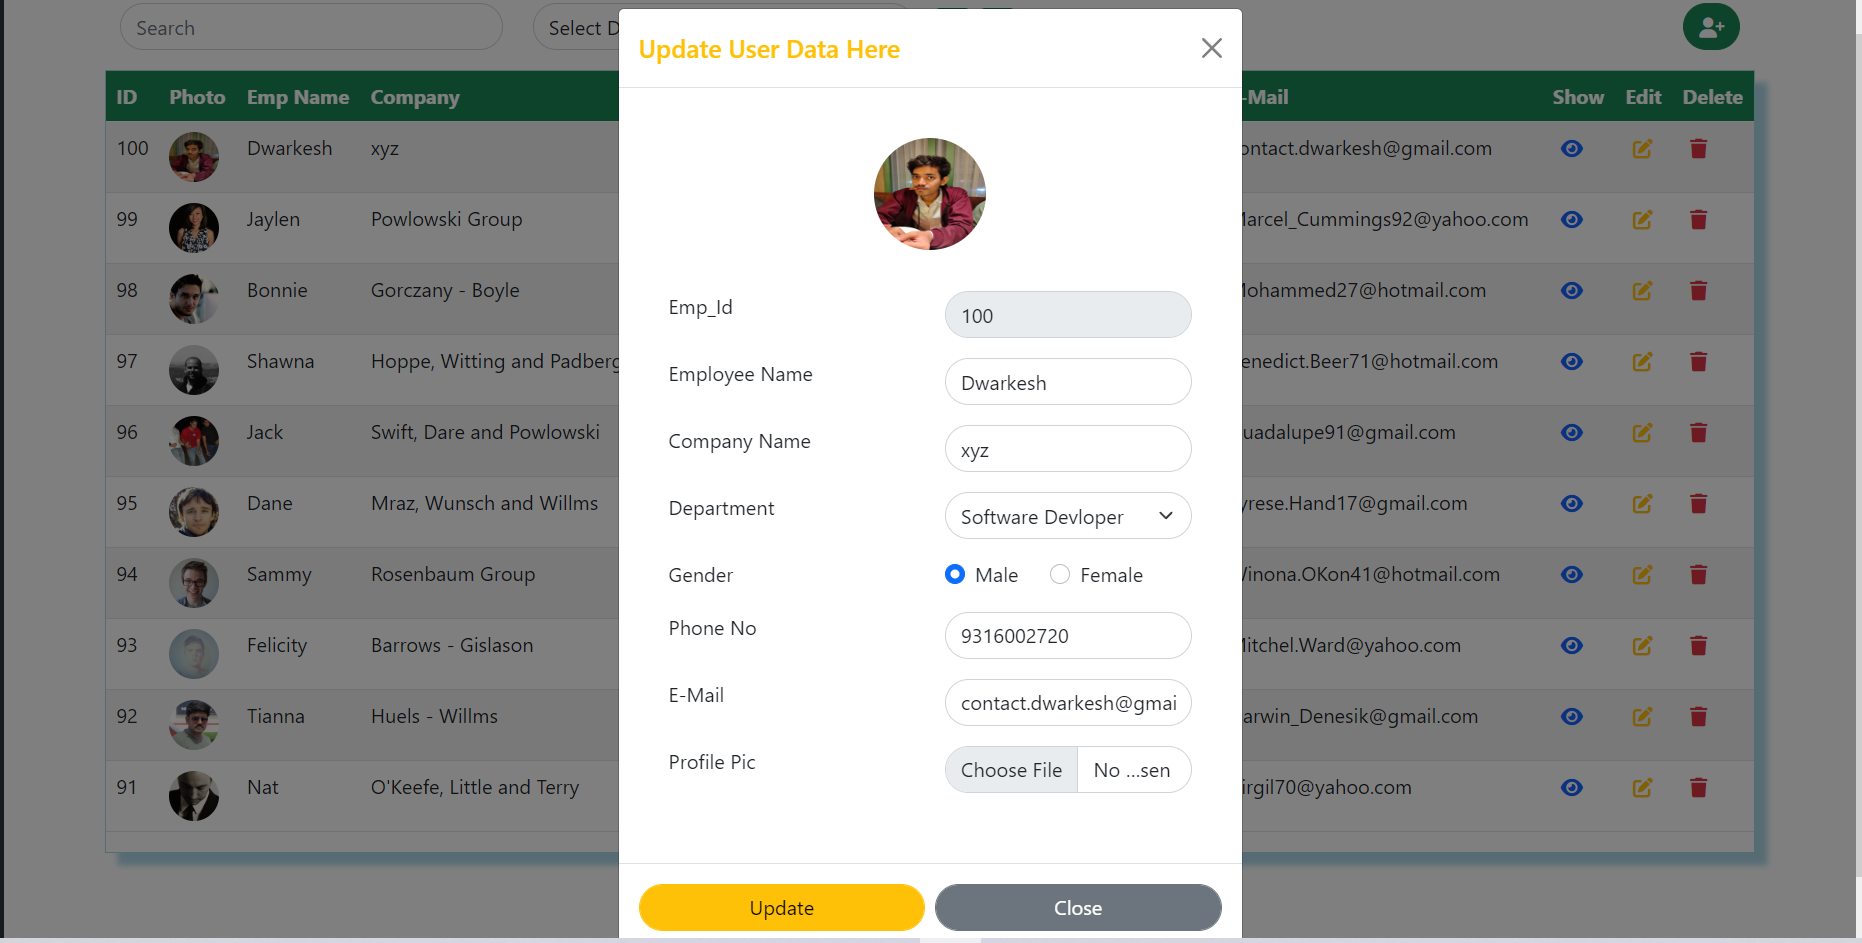 Search
Select D
Update User Data Here
ID Photo Emp Name Company -Mail Show Edit Delete
100 Dwarkesh xyz ontact.dwarkesh@gmail.com
99 Jaylen Powlowski Group arcel_Cummings92@yahoo.com
98 Bonnie Gorczany - Boyle ohammed27@hotmail.com
97 Shawna Hoppe, Witting and Padberg enedict.Beer71@hotmail.com
96 Jack Swift, Dare and Powlowski uadalupe91@gmail.com
95 Dane Mraz, Wunsch and Willms yrese.Hand17@gmail.com
94 Sammy Rosenbaum Group inona.OKon41@hotmail.com
93 Felicity Barrows - Gislason itchel.Ward@yahoo.com
92 Tianna Huels - Willms arwin_Denesik@gmail.com
91 Nat O'Keefe, Little and Terry irgil70@yahoo.com
Emp_Id 100
Employee Name Dwarkesh
Company Name xyz
Department Software Devloper
Gender Male Female
Phone No 9316002720
E-Mail contact.dwarkesh@gmai
Profile Pic Choose File No ...sen
Update Close